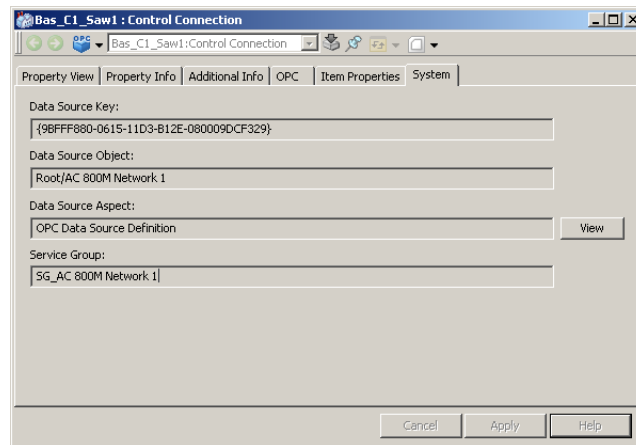 Bas_C1_Saw1 : Control Connection
OPC Bas_C1_Saw1:Control Connection
Property View Property Info Additional Info OPC Item Properties System
Data Source Key:
{9BFFF880-0615-11D3-B12E-080009DCF329}
Data Source Object:
Root/AC 800M Network 1
Data Source Aspect:
OPC Data Source Definition View
Service Group:
SG_AC 800M Network 1
Cancel Apply Help